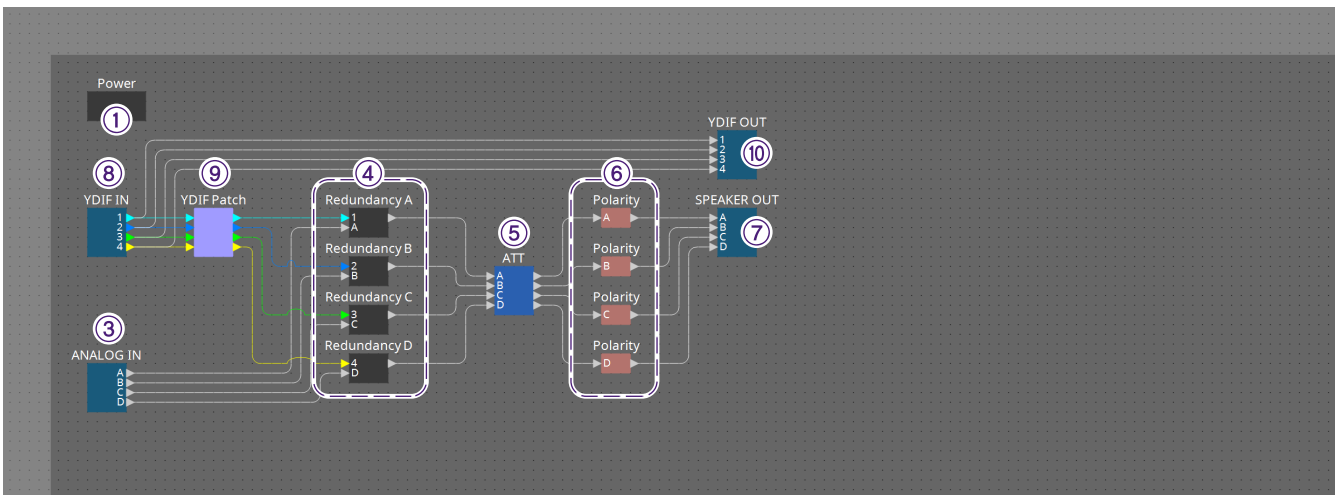 Power
①
YDIF OUT
1
2
3
4
⑩
⑧
YDIF IN
1
2
3
4
⑨
YDIF Patch
④
Redundancy A
1
A
Redundancy B
2
B
Redundancy C
3
C
Redundancy D
4
D
⑤
ATT
A
B
C
D
⑥
Polarity
A
Polarity
B
Polarity
C
Polarity
D
SPEAKER OUT
A
B
C
D
⑦
③
ANALOG IN
A
B
C
D